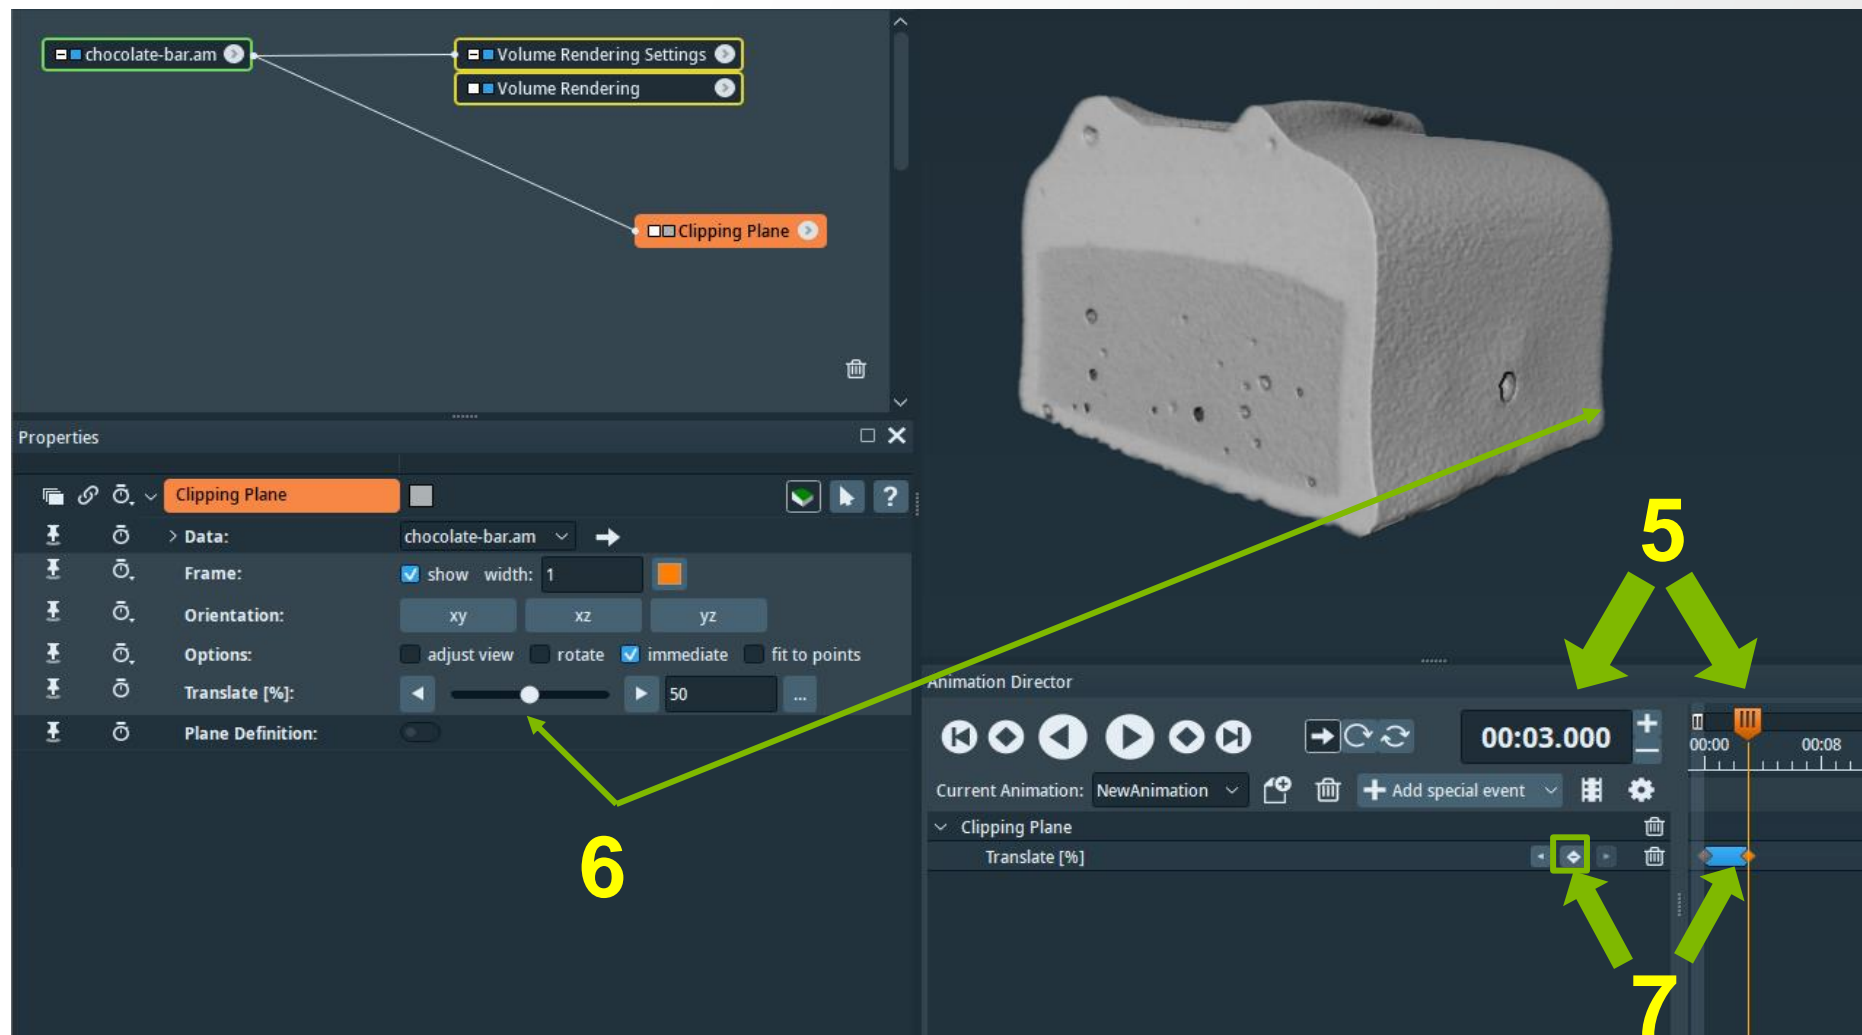 chocolate-bar.am
Volume Rendering Settings
Volume Rendering
Clipping Plane
Properties
Clipping Plane
?
Data: chocolate-bar.am
Frame: show width: 1
Orientation: xy xz yz
Options: adjust view rotate immediate fit to points
Translate [%]: 50 ...
Plane Definition:
6
5
Animation Director
00:03.000
00:00 00:08
Current Animation: NewAnimation Add special event
Clipping Plane
Translate [%]
7